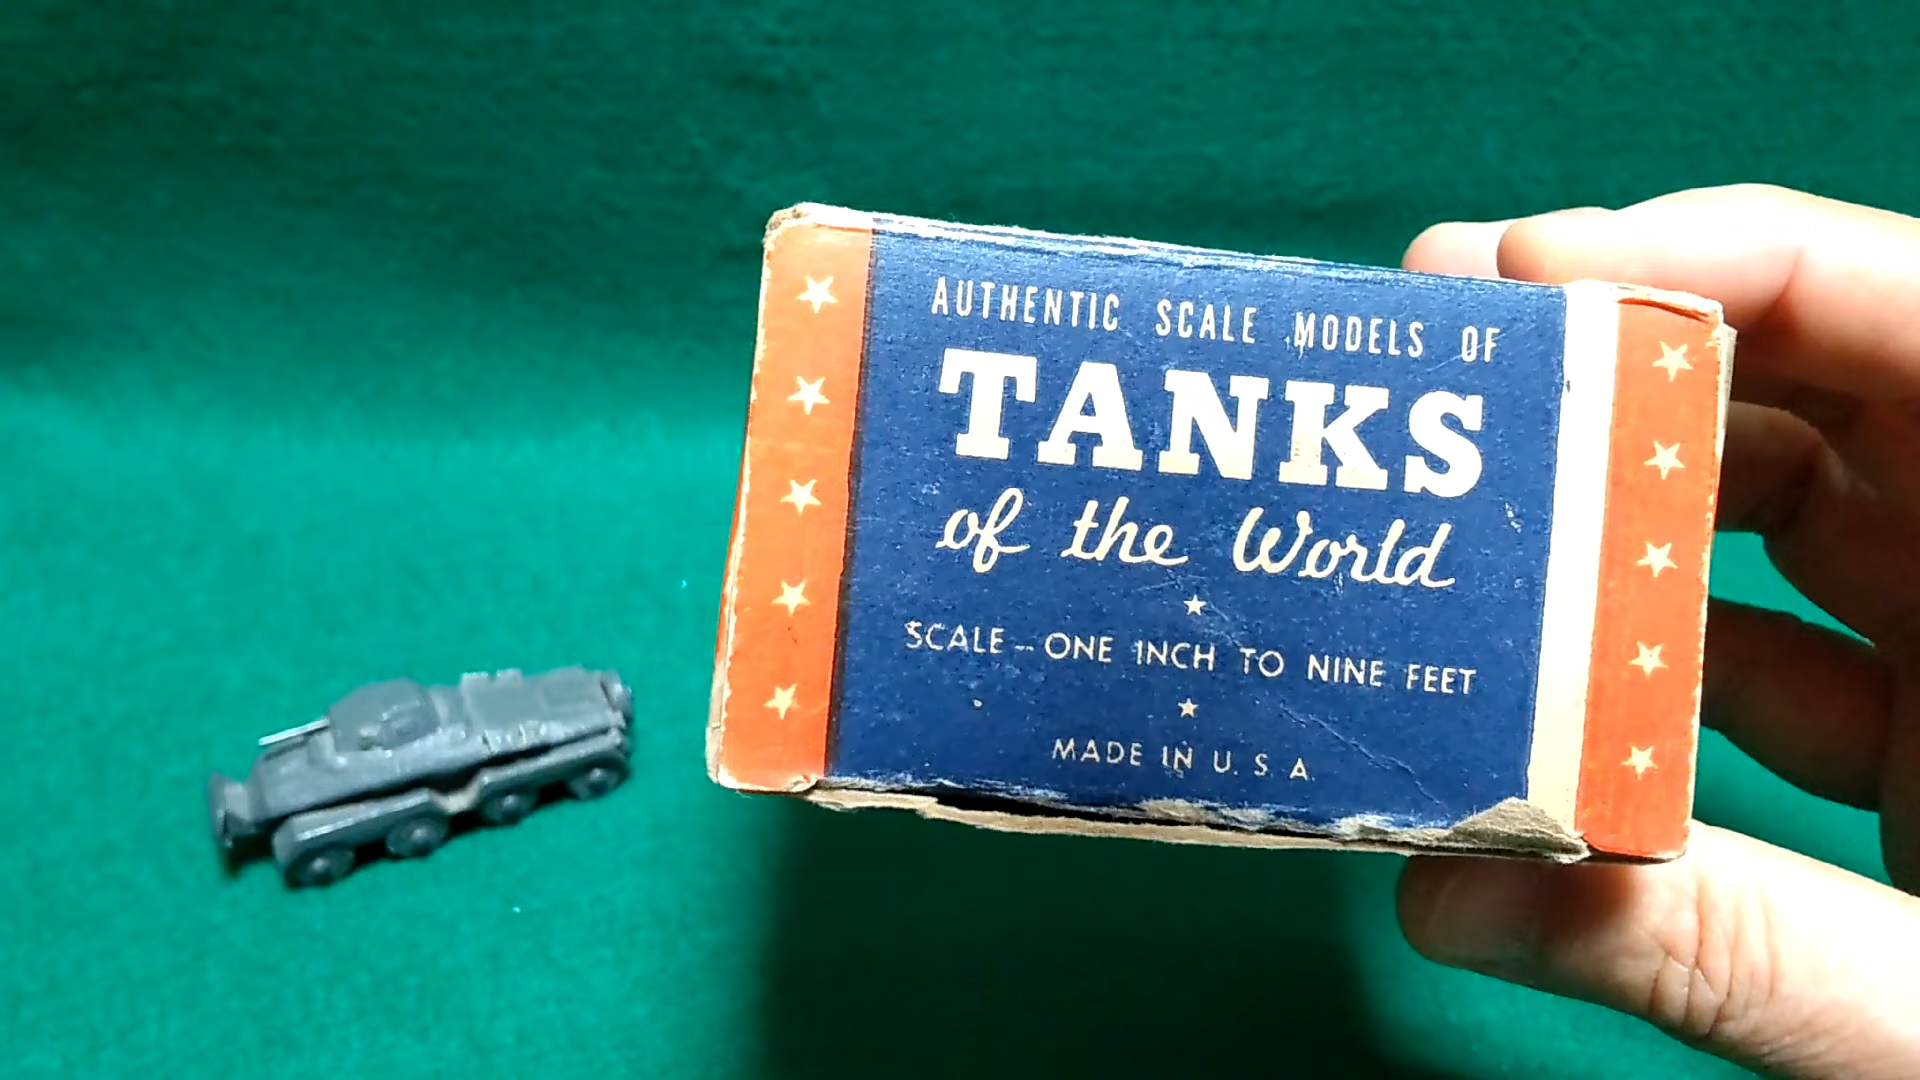 AUTHENTIC SCALE MODELS OF
TANKS
of the World
SCALE — ONE INCH TO NINE FEET
MADE IN U. S. A.